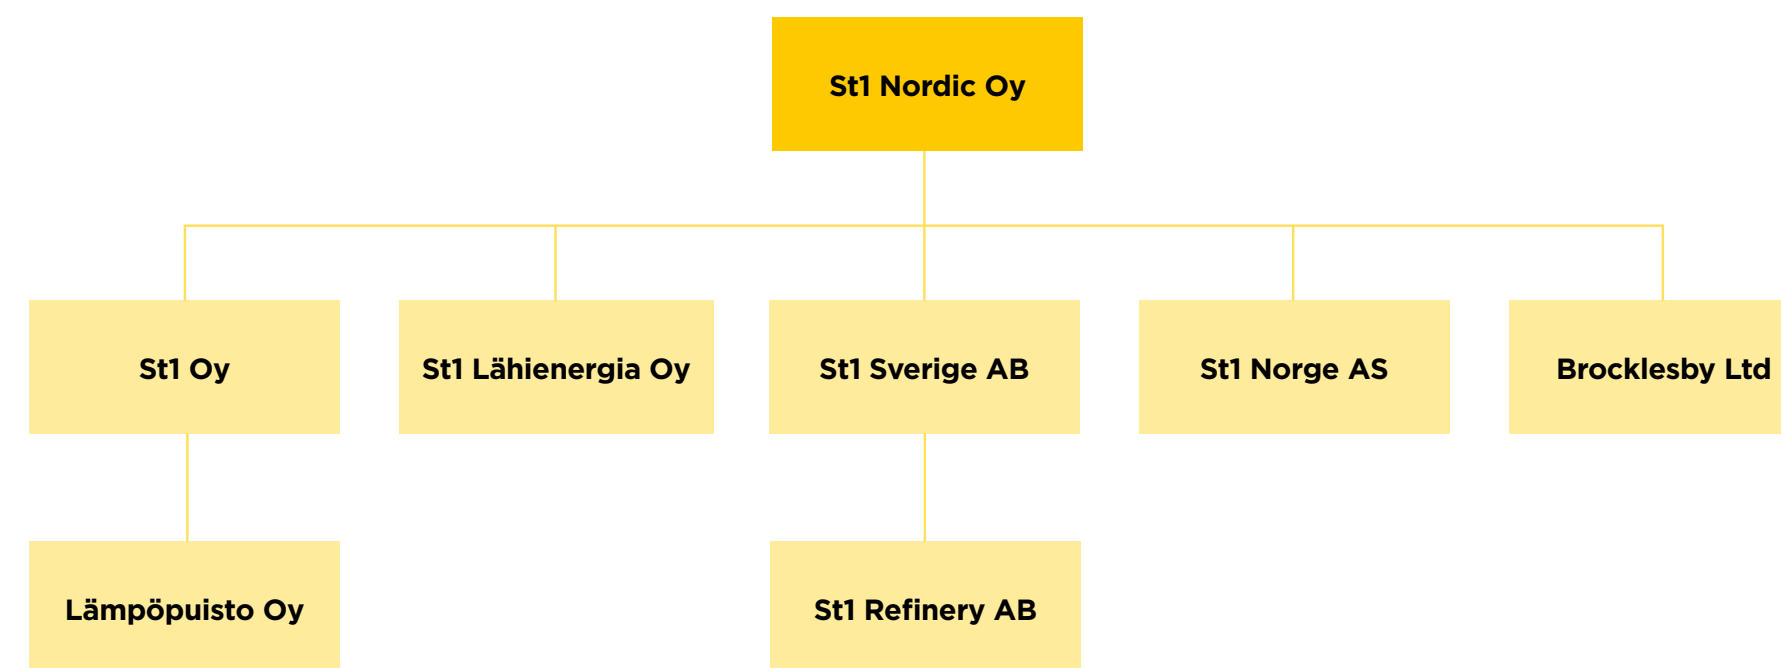 St1 Nordic Oy
St1 Oy
St1 Lähienergia Oy
St1 Sverige AB
St1 Norge AS
Brocklesby Ltd
Lämpöpuisto Oy
St1 Refinery AB